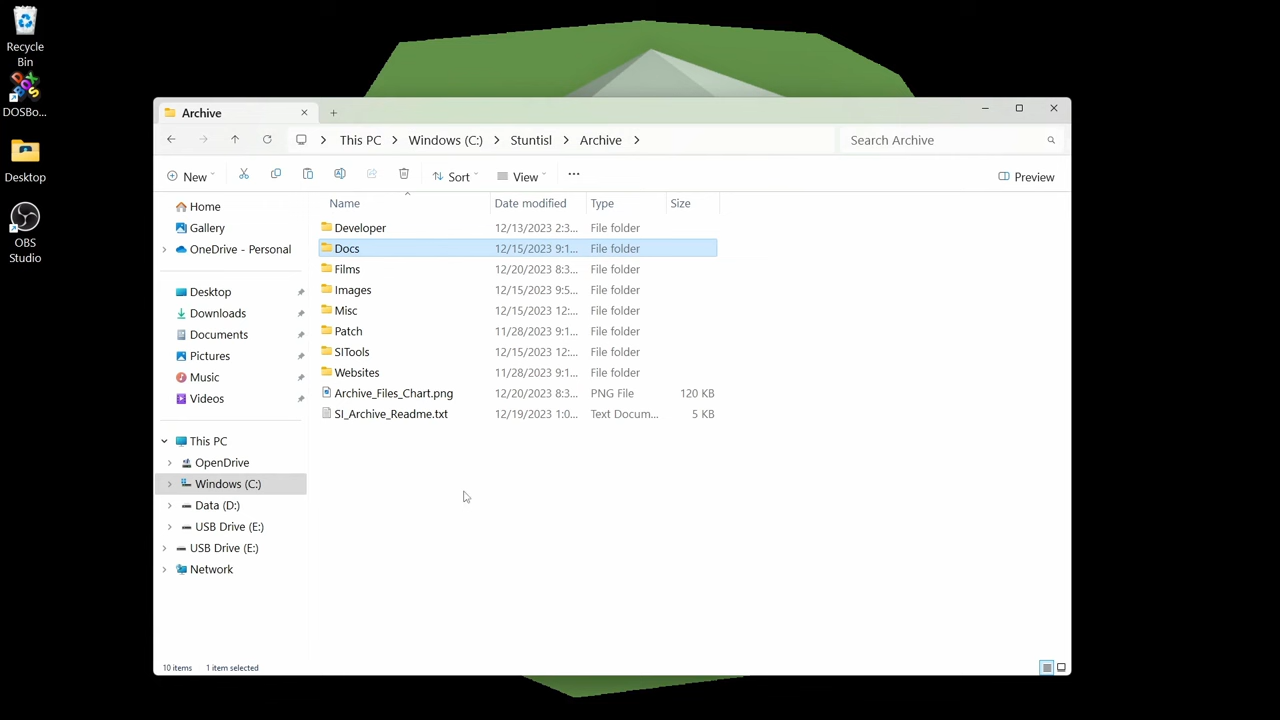 Recycle
Bin
DOSBo...
Desktop
OBS
Studio
Archive
This PC
Windows (C:)
Stuntisl
Archive
Search Archive
New
Sort
View
Preview
Home
Gallery
OneDrive - Personal
Desktop
Downloads
Documents
Pictures
Music
Videos
This PC
OpenDrive
Windows (C:)
Data (D:)
USB Drive (E:)
USB Drive (E:)
Network
Name Date modified Type Size
Developer 12/13/2023 2:3... File folder
Docs 12/15/2023 9:1... File folder
Films 12/20/2023 8:3... File folder
Images 12/15/2023 9:5... File folder
Misc 12/15/2023 12:... File folder
Patch 11/28/2023 9:1... File folder
SITools 12/15/2023 12:... File folder
Websites 11/28/2023 9:1... File folder
Archive_Files_Chart.png 12/20/2023 8:3... PNG File 120 KB
SI_Archive_Readme.txt 12/19/2023 1:0... Text Docum... 5 KB
10 items 1 item selected